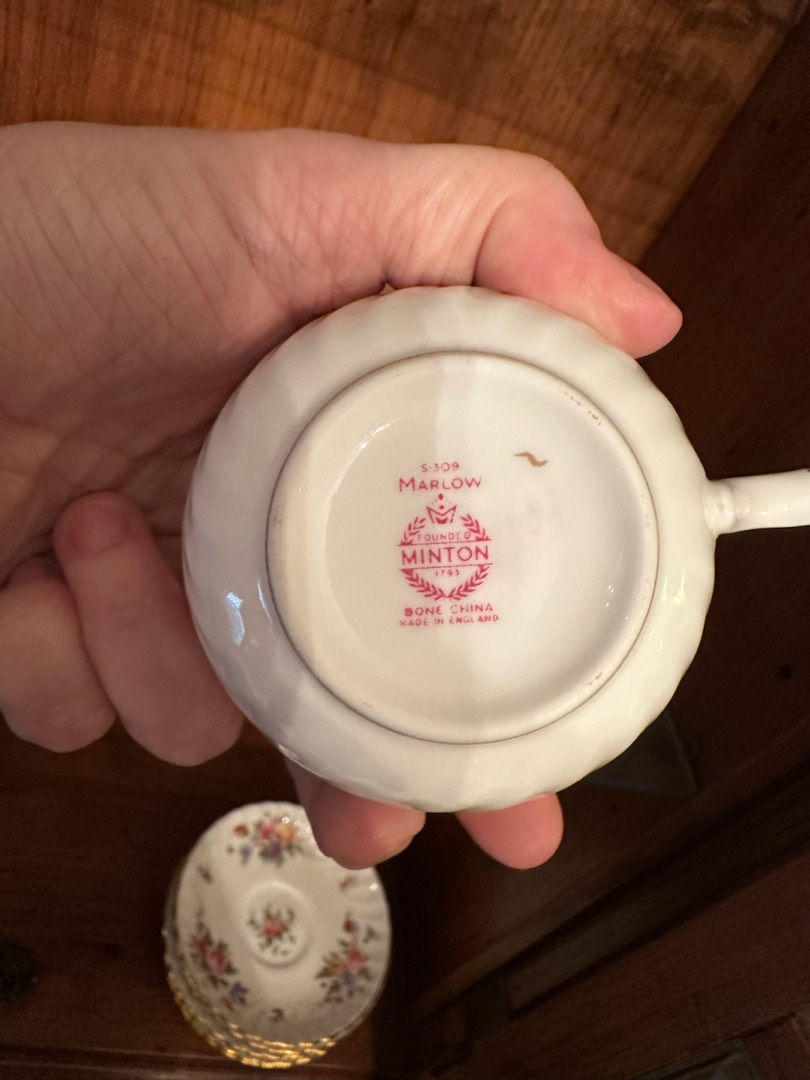 S-309
MARLOW
FOUNDED
MINTON
1793
BONE CHINA
MADE IN ENGLAND